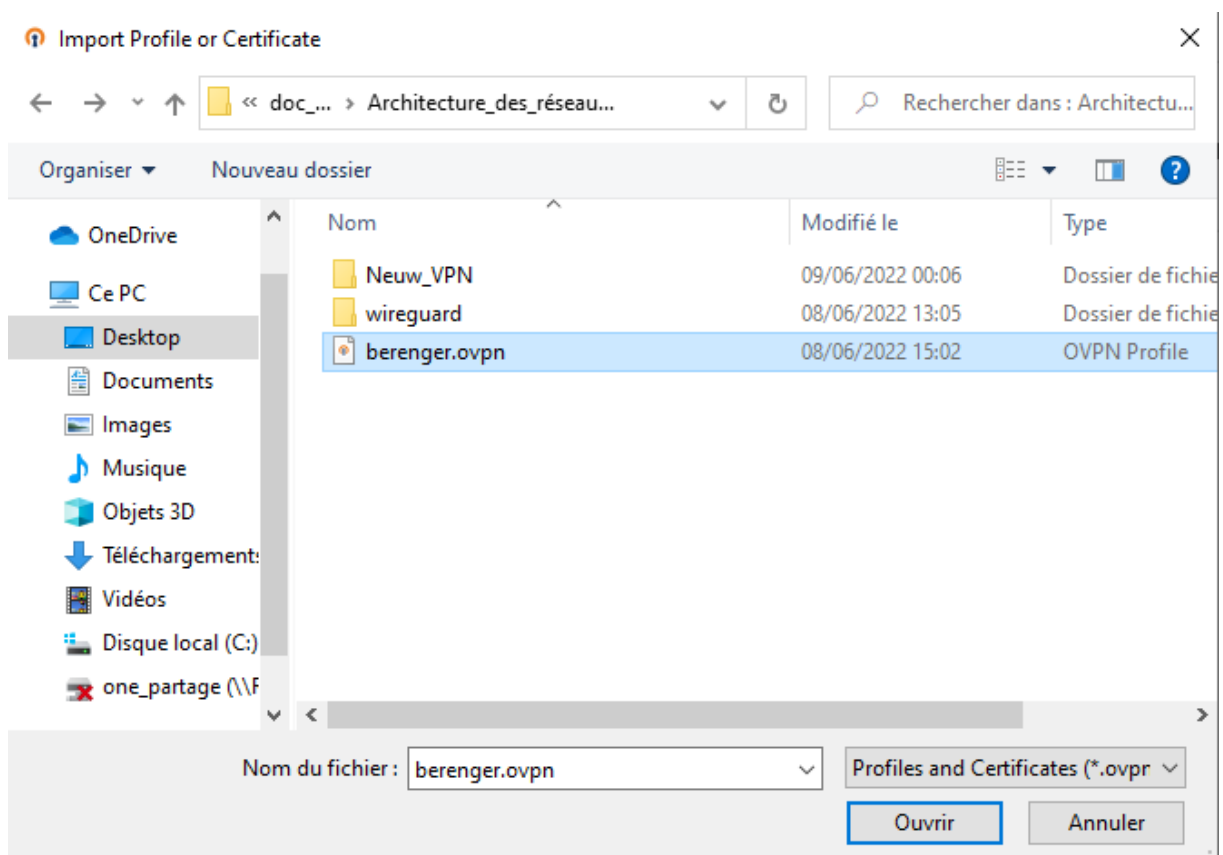 Import Profile or Certificate
« doc_... › Architecture_des_réseau...
Rechercher dans : Architectu...
Organiser
Nouveau dossier
Nom Modifié le Type
OneDrive
Ce PC
Desktop
Documents
Images
Musique
Objets 3D
Téléchargements
Vidéos
Disque local (C:)
one_partage (\\F
Neuw_VPN 09/06/2022 00:06 Dossier de fichie
wireguard 08/06/2022 13:05 Dossier de fichie
berenger.ovpn 08/06/2022 15:02 OVPN Profile
Nom du fichier : berenger.ovpn
Profiles and Certificates (*.ovpr
Ouvrir
Annuler